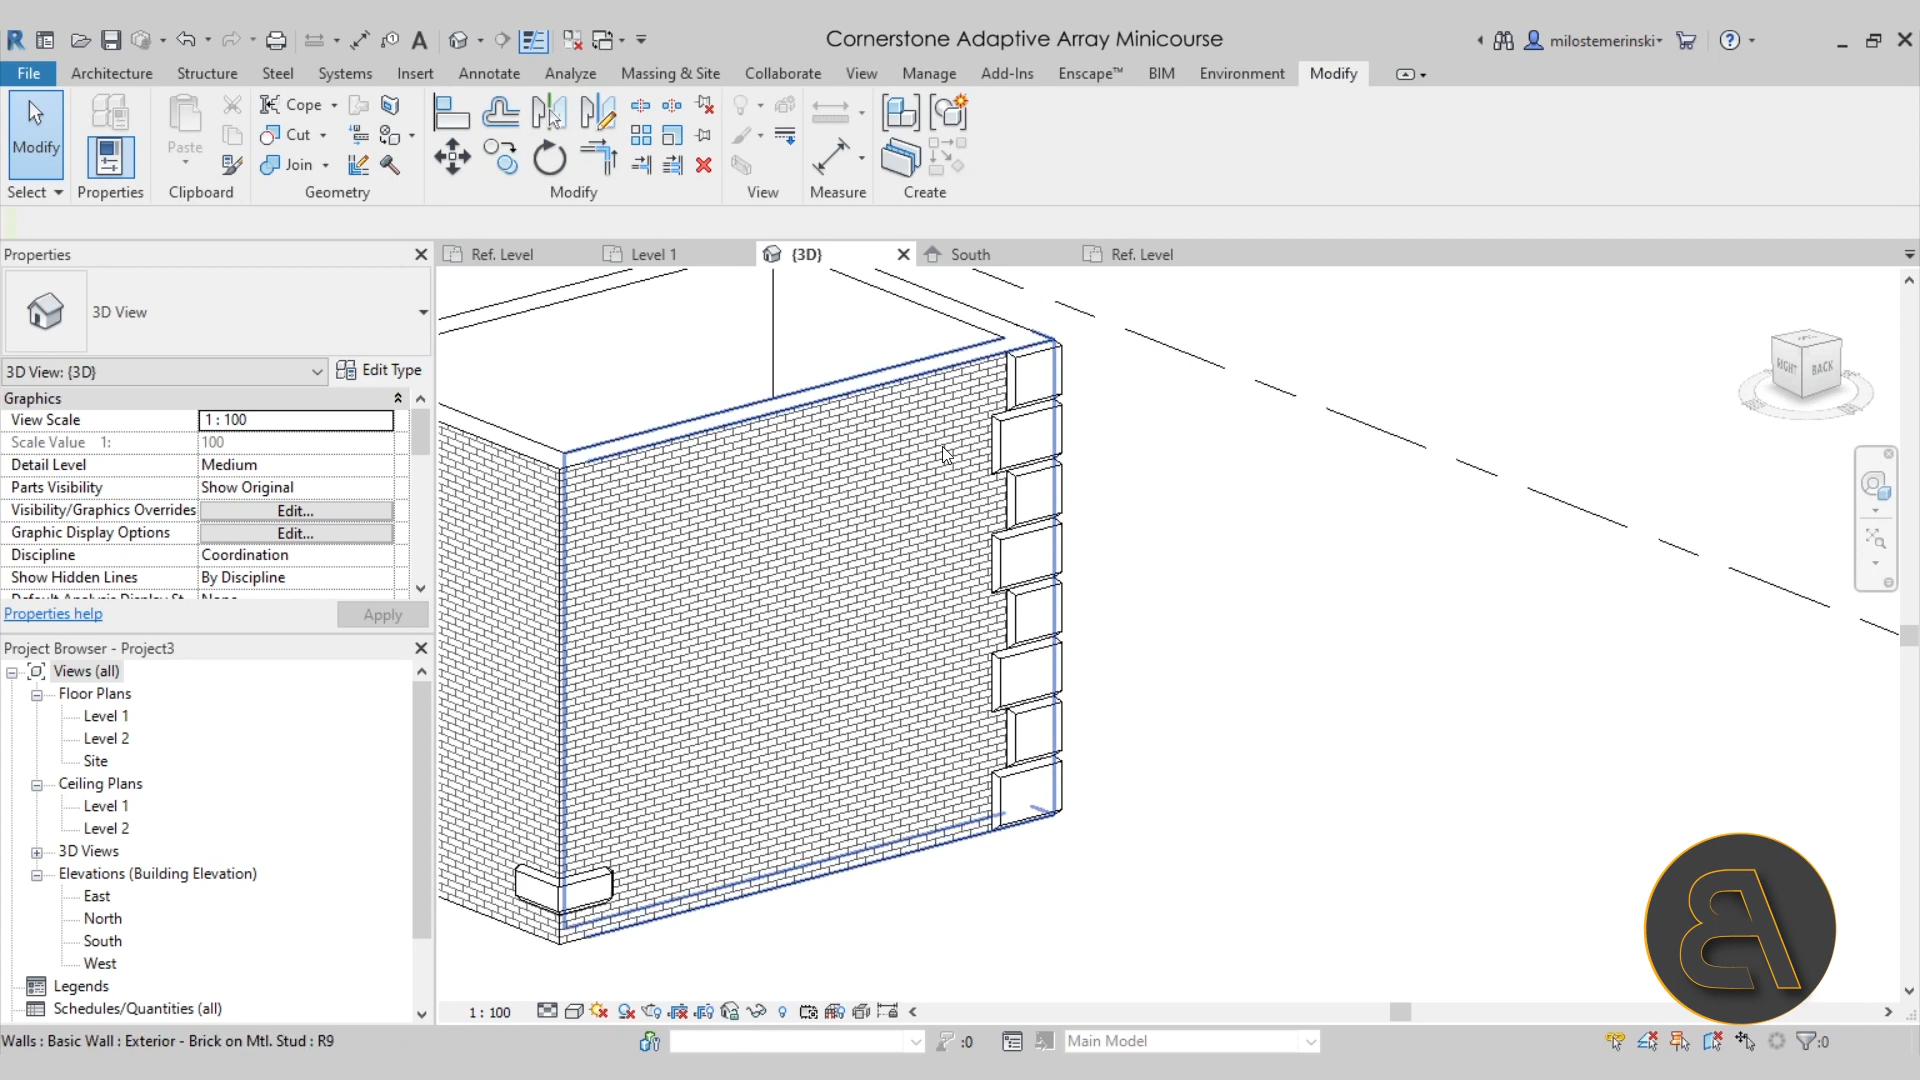 Cornerstone Adaptive Array Minicourse
milostemerinski
File Architecture Structure Steel Systems Insert Annotate Analyze Massing & Site Collaborate View Manage Add-Ins Enscape™ BIM Environment Modify
Modify
Paste
Cope
Cut
Join
Select Properties Clipboard Geometry Modify View Measure Create
Properties
Ref. Level Level 1 {3D} South Ref. Level
3D View
3D View: {3D} Edit Type
Graphics
View Scale 1 : 100
Scale Value 1: 100
Detail Level Medium
Parts Visibility Show Original
Visibility/Graphics Overrides Edit...
Graphic Display Options Edit...
Discipline Coordination
Show Hidden Lines By Discipline
Properties help Apply
Project Browser - Project3
Views (all)
Floor Plans
Level 1
Level 2
Site
Ceiling Plans
Level 1
Level 2
3D Views
Elevations (Building Elevation)
East
North
South
West
Legends
Schedules/Quantities (all)
RIGHT BACK
1 : 100
Walls : Basic Wall : Exterior - Brick on Mtl. Stud : R9
:0
Main Model
:0